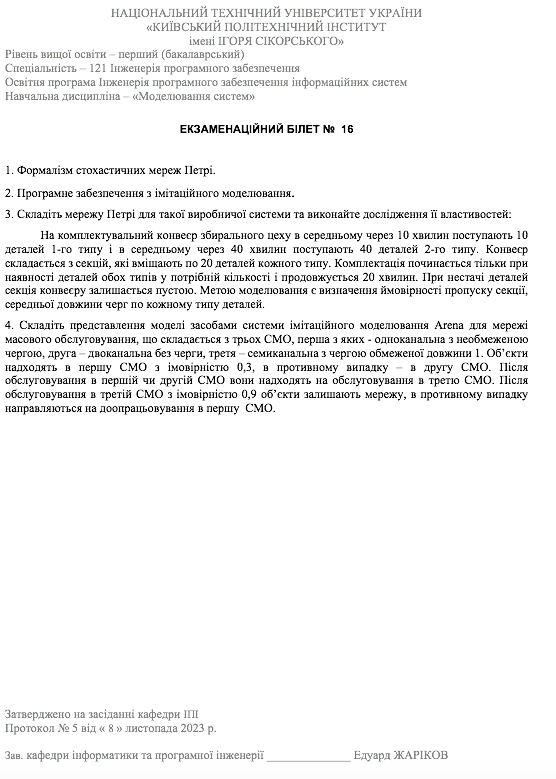 НАЦІОНАЛЬНИЙ ТЕХНІЧНИЙ УНІВЕРСИТЕТ УКРАЇНИ
«КИЇВСЬКИЙ ПОЛІТЕХНІЧНИЙ ІНСТИТУТ
імені ІГОРЯ СІКОРСЬКОГО»
Рівень вищої освіти – перший (бакалаврський)
Спеціальність – 121 Інженерія програмного забезпечення
Освітня програма Інженерія програмного забезпечення інформаційних систем
Навчальна дисципліна – «Моделювання систем»
ЕКЗАМЕНАЦІЙНИЙ БІЛЕТ № 16
1. Формалізм стохастичних мереж Петрі.
2. Програмне забезпечення з імітаційного моделювання.
3. Складіть мережу Петрі для такої виробничої системи та виконайте дослідження її властивостей:
На комплектувальний конвеєр збирального цеху в середньому через 10 хвилин поступають 10
деталей 1-го типу і в середньому через 40 хвилин поступають 40 деталей 2-го типу. Конвеєр
складається з секцій, які вміщають по 20 деталей кожного типу. Комплектація починається тільки при
наявності деталей обох типів у потрібній кількості і продовжується 20 хвилин. При нестачі деталей
секція конвеєру залишається пустою. Метою моделювання є визначення ймовірності пропуску секції,
середньої довжини черг по кожному типу деталей.
4. Складіть представлення моделі засобами системи імітаційного моделювання Arena для мережі
масового обслуговування, що складається з трьох СМО, перша з яких - одноканальна з необмеженою
чергою, друга – двоканальна без черги, третя – семиканальна з чергою обмеженої довжини 1. Об’єкти
надходять в першу СМО з імовірністю 0,3, в противному випадку – в другу СМО. Після
обслуговування в першій чи другій СМО вони надходять на обслуговування в третю СМО. Після
обслуговування в третій СМО з імовірністю 0,9 об’єкти залишають мережу, в противному випадку
направляються на доопрацьовування в першу СМО.
Затверджено на засіданні кафедри ІПІ
Протокол № 5 від « 8 » листопада 2023 р.
Зав. кафедри інформатики та програмної інженерії _______________ Едуард ЖАРІКОВ